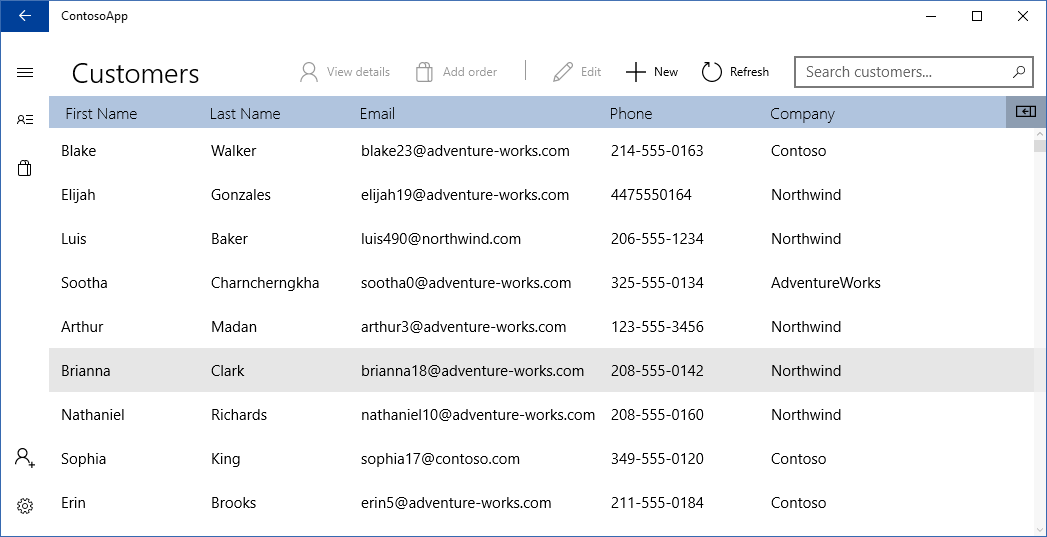 ContosoApp
Customers View details Add order Edit New Refresh Search customers...
First Name Last Name Email Phone Company
Blake Walker blake23@adventure-works.com 214-555-0163 Contoso
Elijah Gonzales elijah19@adventure-works.com 4475550164 Northwind
Luis Baker luis490@northwind.com 206-555-1234 Northwind
Sootha Charncherngkha sootha0@adventure-works.com 325-555-0134 AdventureWorks
Arthur Madan arthur3@adventure-works.com 123-555-3456 Northwind
Brianna Clark brianna18@adventure-works.com 208-555-0142 Northwind
Nathaniel Richards nathaniel10@adventure-works.com 208-555-0160 Northwind
Sophia King sophia17@contoso.com 349-555-0120 Contoso
Erin Brooks erin5@adventure-works.com 211-555-0184 Contoso